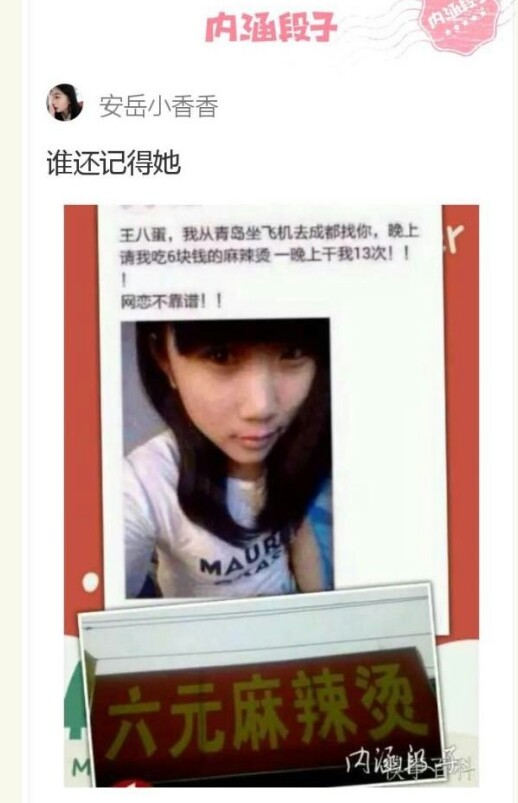 内涵段子
内涵段子
安岳小香香
谁还记得她
王八蛋，我从青岛坐飞机去成都找你，晚上
请我吃6块钱的麻辣烫 一晚上干我13次！！
！
网恋不靠谱！！
MAUR
六元麻辣烫
M
内涵段子
糗事百科